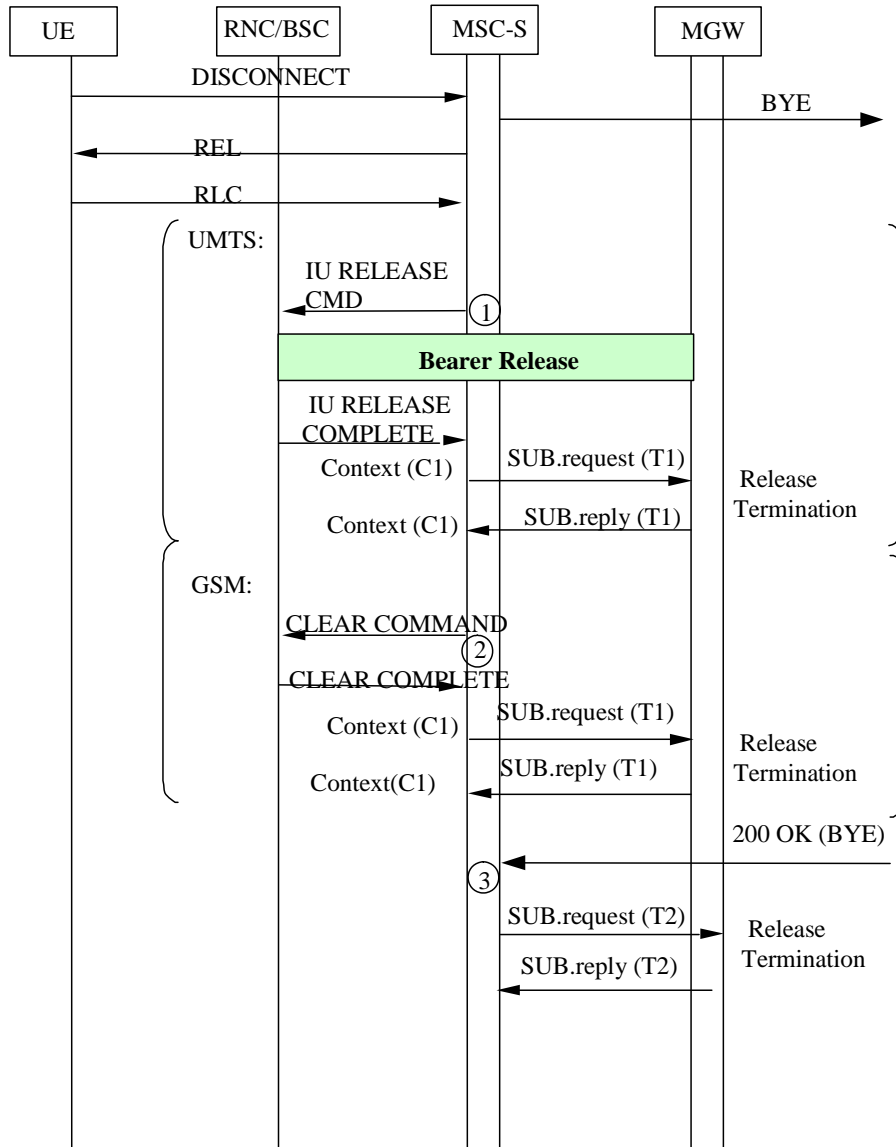 UE
RNC/BSC
MSC-S
MGW
DISCONNECT
BYE
REL
RLC
UMTS:
IU RELEASE
CMD
1
Bearer Release
IU RELEASE
COMPLETE
Context (C1)
SUB.request (T1)
Release
Termination
Context (C1)
SUB.reply (T1)
GSM:
CLEAR COMMAND
2
CLEAR COMPLETE
Context (C1)
SUB.request (T1)
Release
Termination
Context(C1)
SUB.reply (T1)
200 OK (BYE)
3
SUB.request (T2)
Release
Termination
SUB.reply (T2)